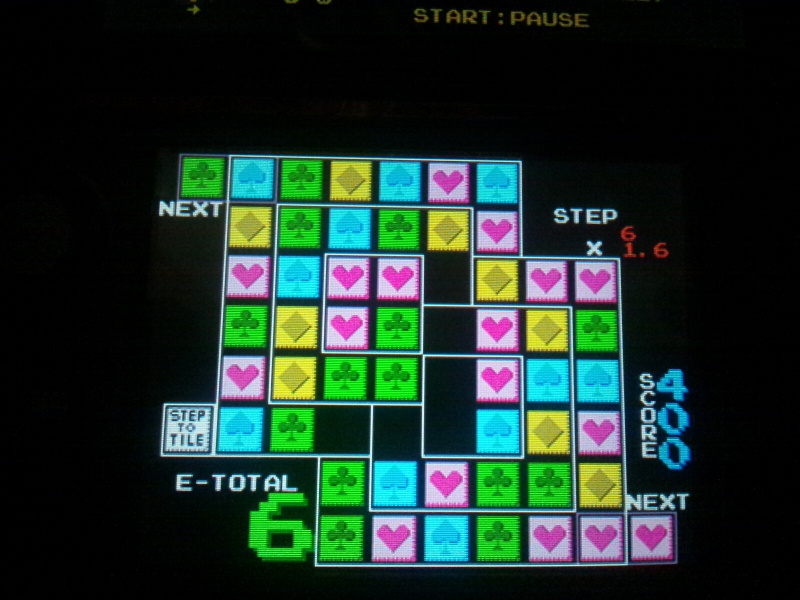 START:PAUSE
NEXT
STEP
6
x 1.6
SCORE
400
STEP
TO
TILE
E-TOTAL
6
NEXT